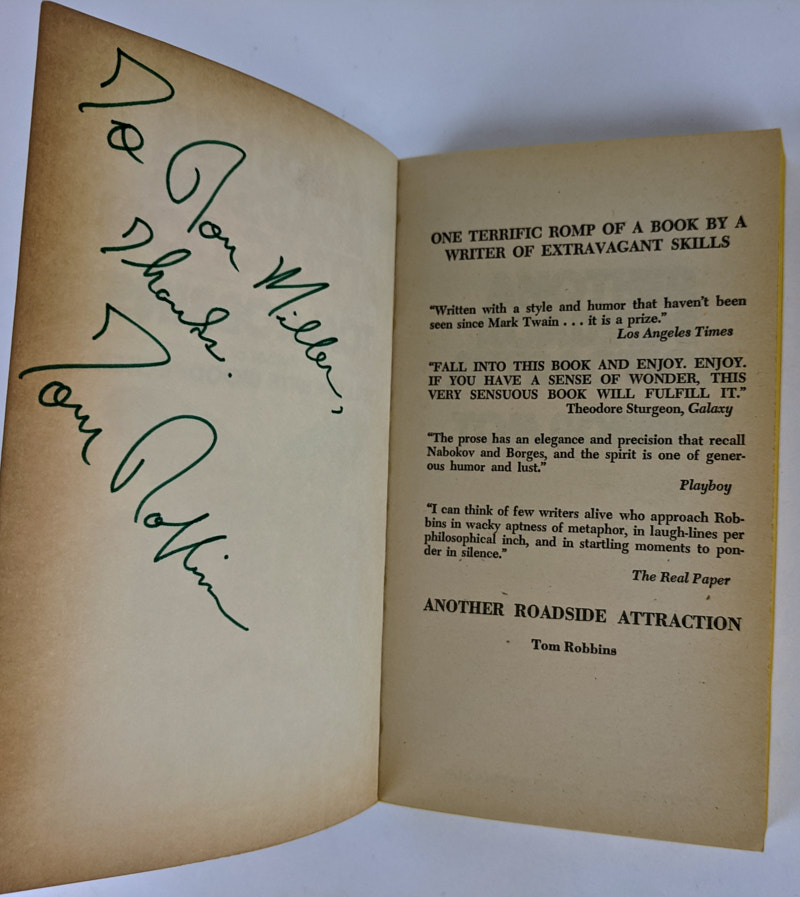 To Ron Miller,
Thanks.
Tom Robbins
ONE TERRIFIC ROMP OF A BOOK BY A
WRITER OF EXTRAVAGANT SKILLS
"Written with a style and humor that haven't been
seen since Mark Twain . . . it is a prize."
Los Angeles Times
"FALL INTO THIS BOOK AND ENJOY. ENJOY.
IF YOU HAVE A SENSE OF WONDER, THIS
VERY SENSUOUS BOOK WILL FULFILL IT."
Theodore Sturgeon, Galaxy
"The prose has an elegance and precision that recall
Nabokov and Borges, and the spirit is one of gener-
ous humor and lust."
Playboy
"I can think of few writers alive who approach Rob-
bins in wacky aptness of metaphor, in laugh-lines per
philosophical inch, and in startling moments to pon-
der in silence."
The Real Paper
ANOTHER ROADSIDE ATTRACTION
Tom Robbins